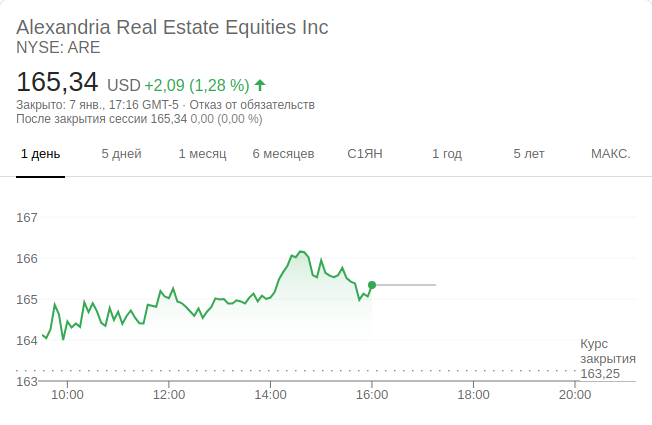 Alexandria Real Estate Equities Inc
NYSE: ARE
165,34 USD +2,09 (1,28 %)
Закрыто: 7 янв., 17:16 GMT-5 · Отказ от обязательств
После закрытия сессии 165,34 0,00 (0,00 %)
1 день 5 дней 1 месяц 6 месяцев С1ЯН 1 год 5 лет МАКС.
167
166
165
164
163
Курс
закрытия
163,25
10:00 12:00 14:00 16:00 18:00 20:00